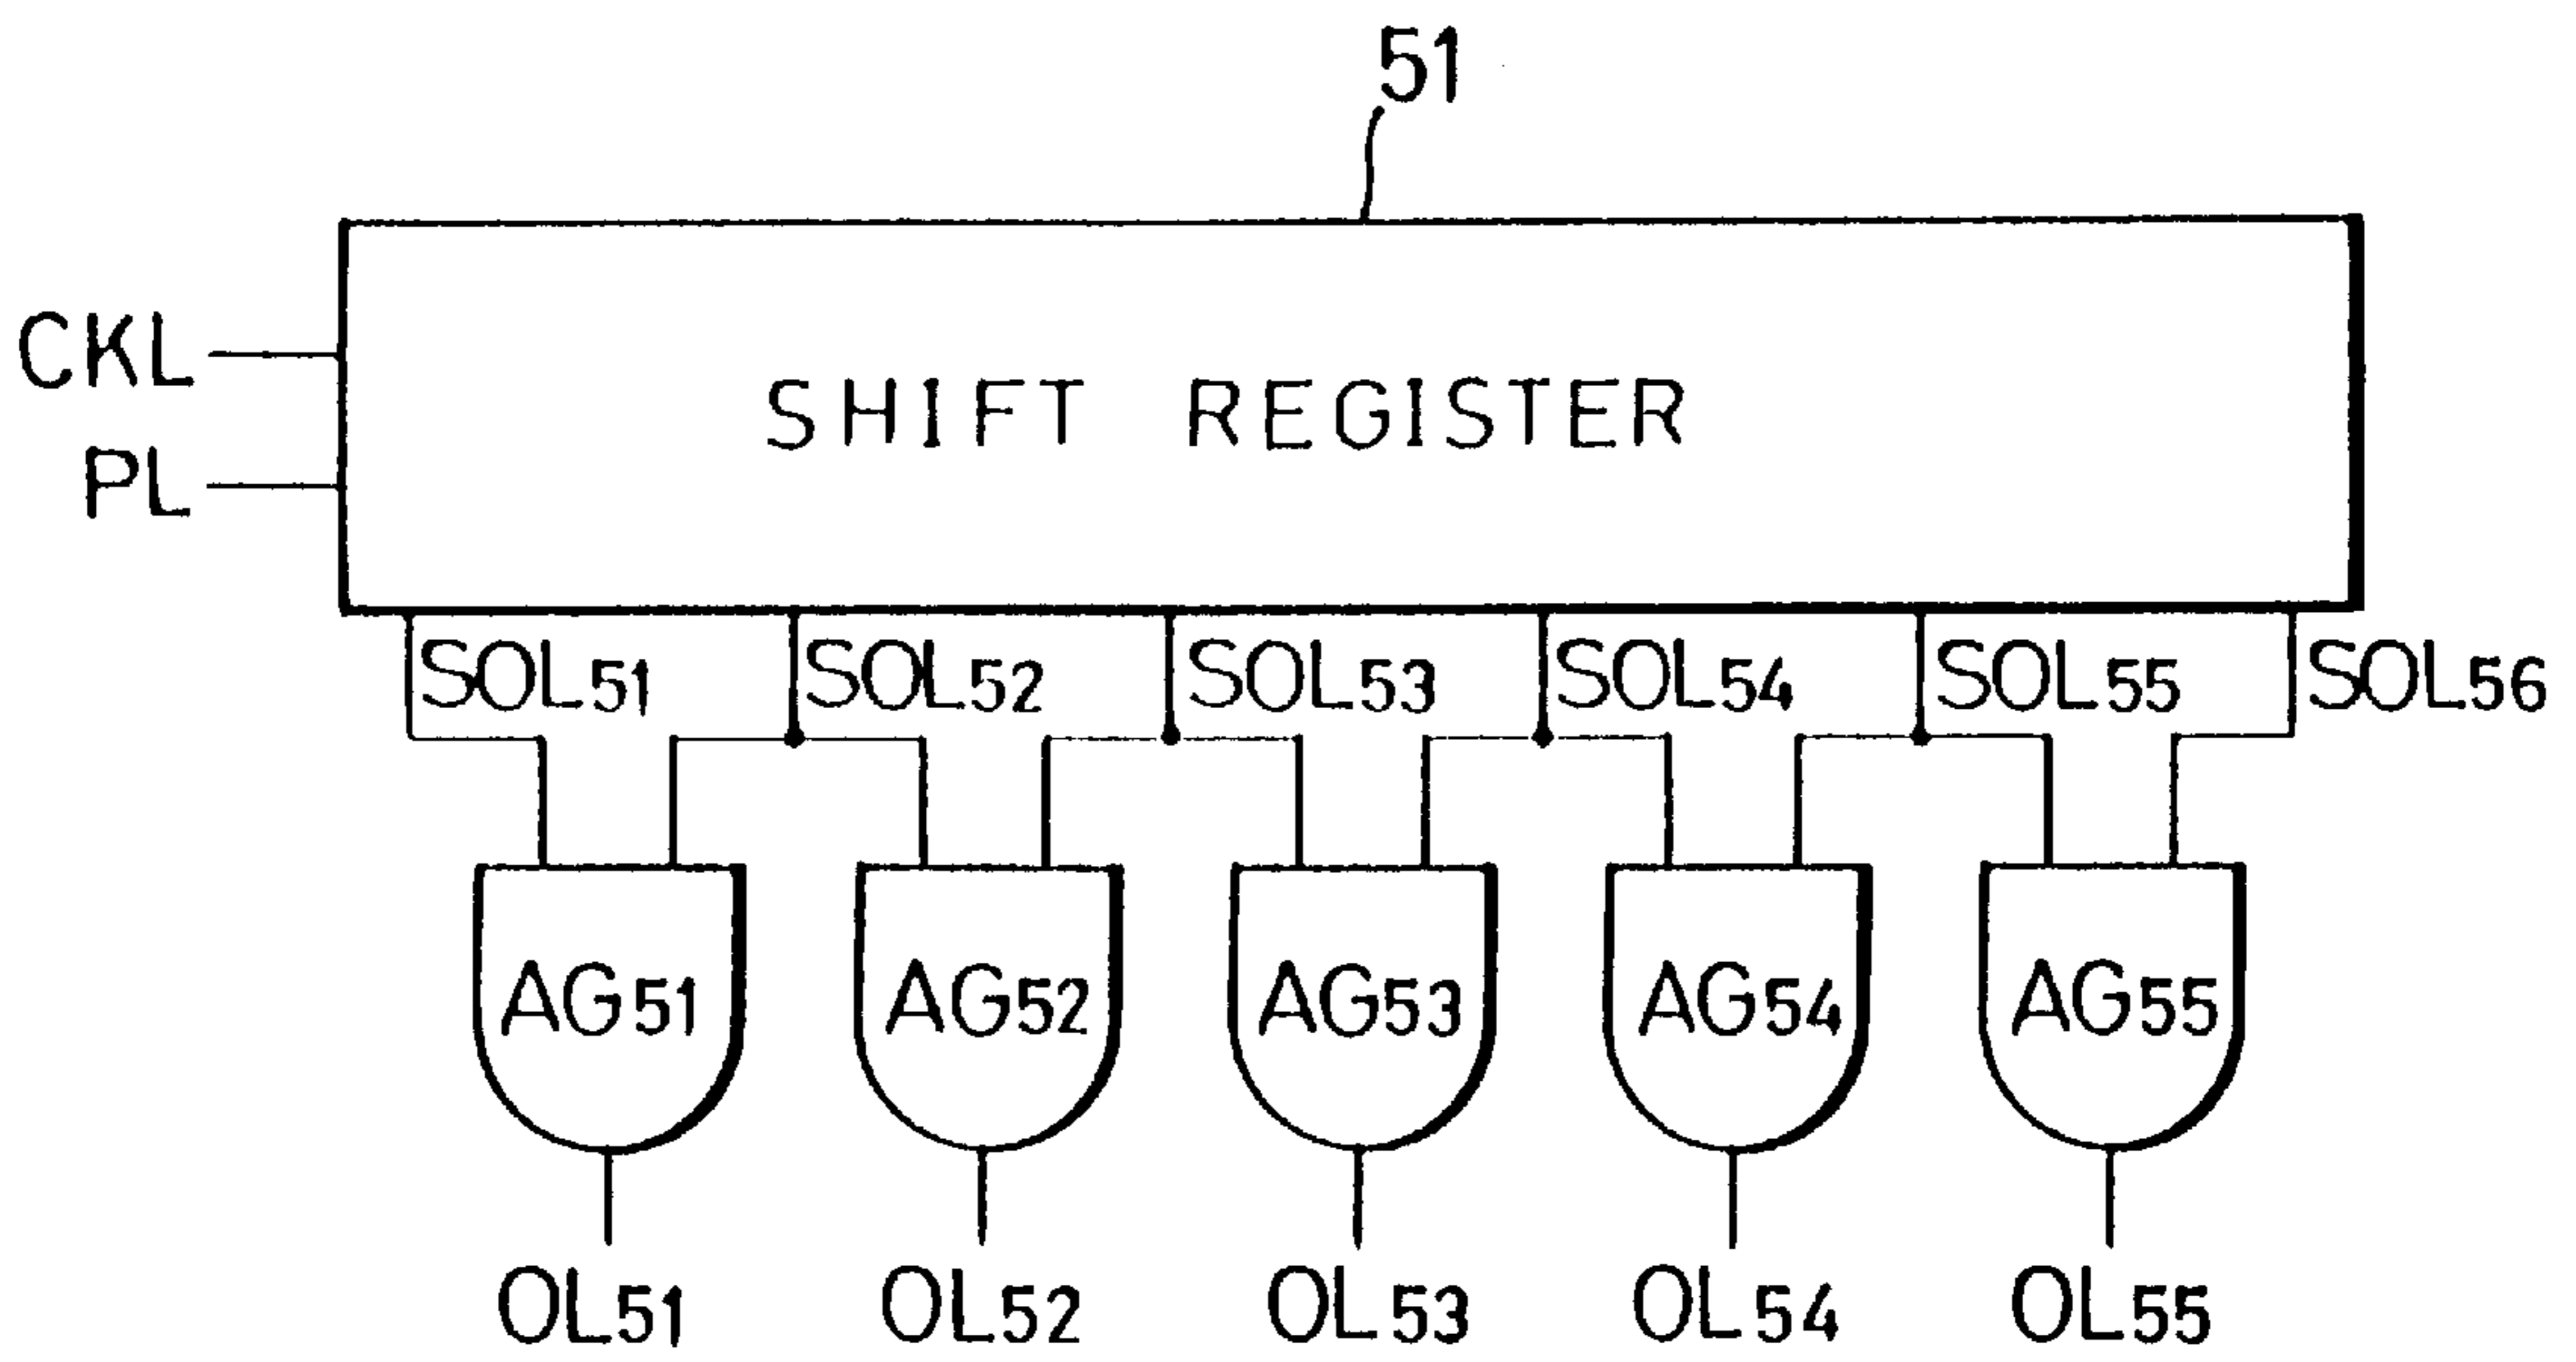 51
CKL
SHIFT REGISTER
PL
SOL51 SOL52 SOL53 SOL54 SOL55 SOL56
AG51 AG52 AG53 AG54 AG55
OL51 OL52 OL53 OL54 OL55